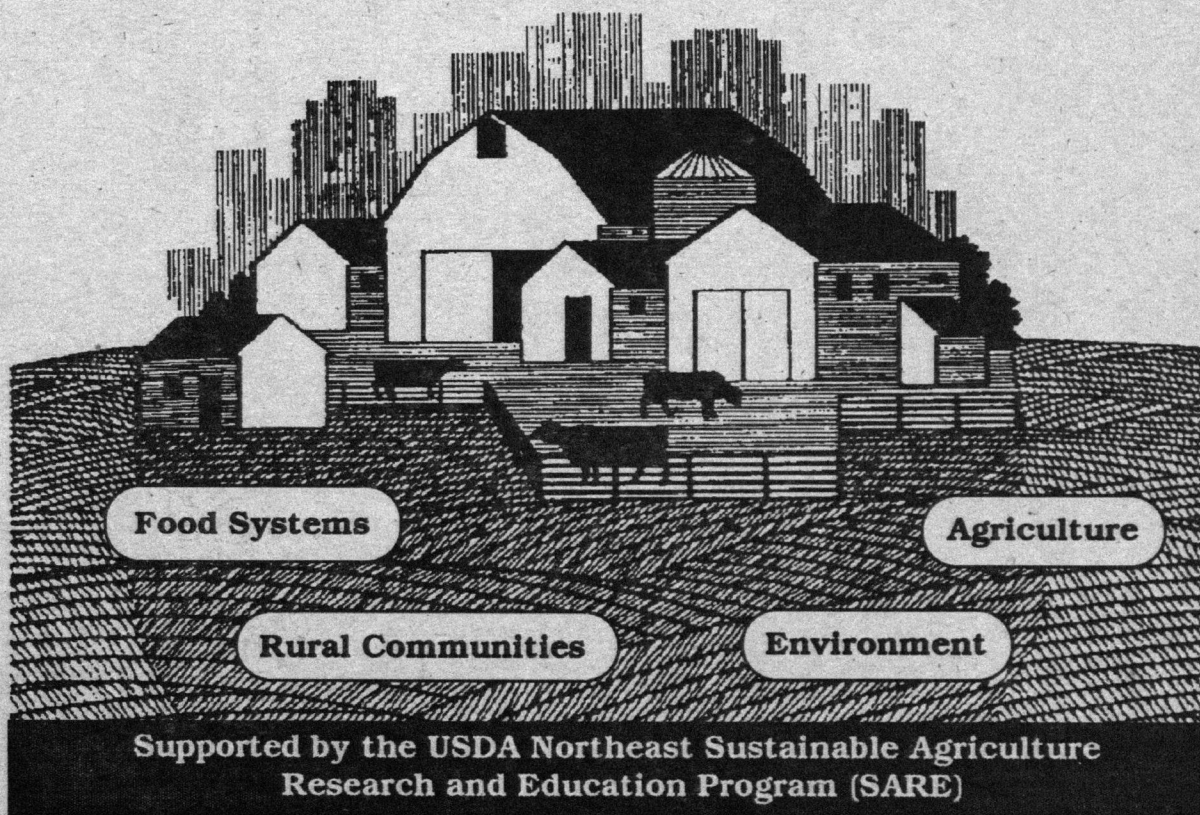 Food Systems
Agriculture
Rural Communities
Environment
Supported by the USDA Northeast Sustainable Agriculture
Research and Education Program (SARE)